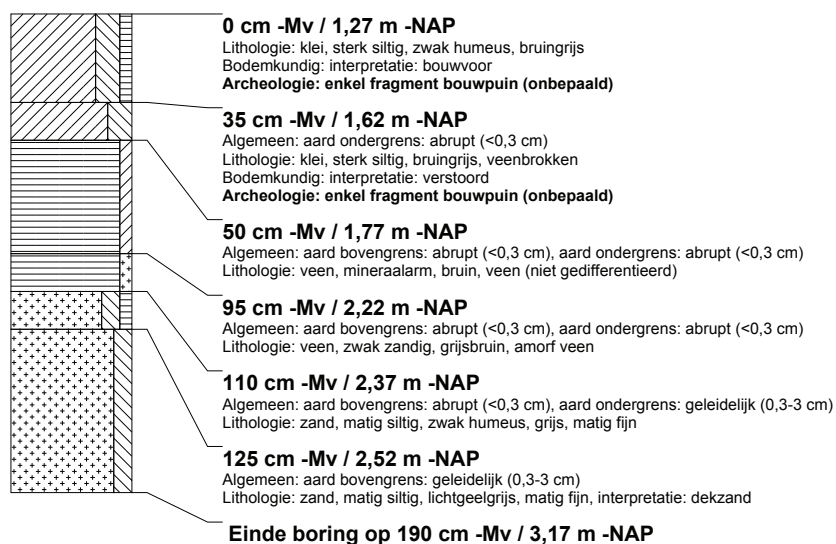 0 cm -Mv / 1,27 m -NAP
Lithologie: klei, sterk siltig, zwak humeus, bruingrijs
Bodemkundig: interpretatie: bouwvoor
Archeologie: enkel fragment bouwpuin (onbepaald)
35 cm -Mv / 1,62 m -NAP
Algemeen: aard ondergrens: abrupt (<0,3 cm)
Lithologie: klei, sterk siltig, bruingrijs, veenbrokken
Bodemkundig: interpretatie: verstoord
Archeologie: enkel fragment bouwpuin (onbepaald)
50 cm -Mv / 1,77 m -NAP
Algemeen: aard bovengrens: abrupt (<0,3 cm), aard ondergrens: abrupt (<0,3 cm)
Lithologie: veen, mineraalarm, bruin, veen (niet gedifferentieerd)
95 cm -Mv / 2,22 m -NAP
Algemeen: aard bovengrens: abrupt (<0,3 cm), aard ondergrens: abrupt (<0,3 cm)
Lithologie: veen, zwak zandig, grijsbruin, amorf veen
110 cm -Mv / 2,37 m -NAP
Algemeen: aard bovengrens: abrupt (<0,3 cm), aard ondergrens: geleidelijk (0,3-3 cm)
Lithologie: zand, matig siltig, zwak humeus, grijs, matig fijn
125 cm -Mv / 2,52 m -NAP
Algemeen: aard bovengrens: geleidelijk (0,3-3 cm)
Lithologie: zand, matig siltig, lichtgeelgrijs, matig fijn, interpretatie: dekzand
Einde boring op 190 cm -Mv / 3,17 m -NAP